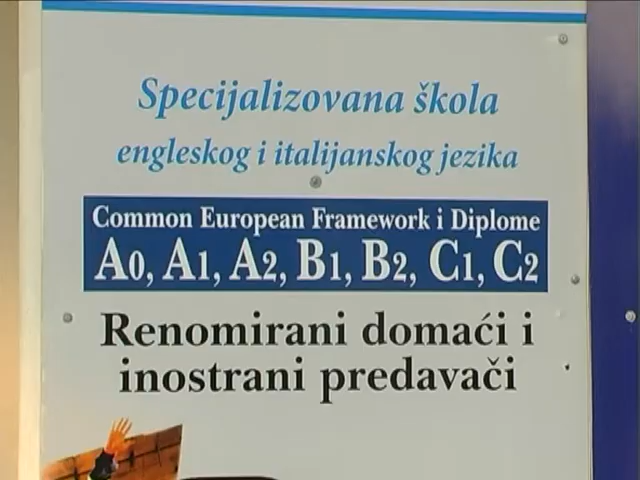 Specijalizovana škola
engleskog i italijanskog jezika
Common European Framework i Diplome
A0, A1, A2, B1, B2, C1, C2
Renomirani domaći i
inostrani predavači